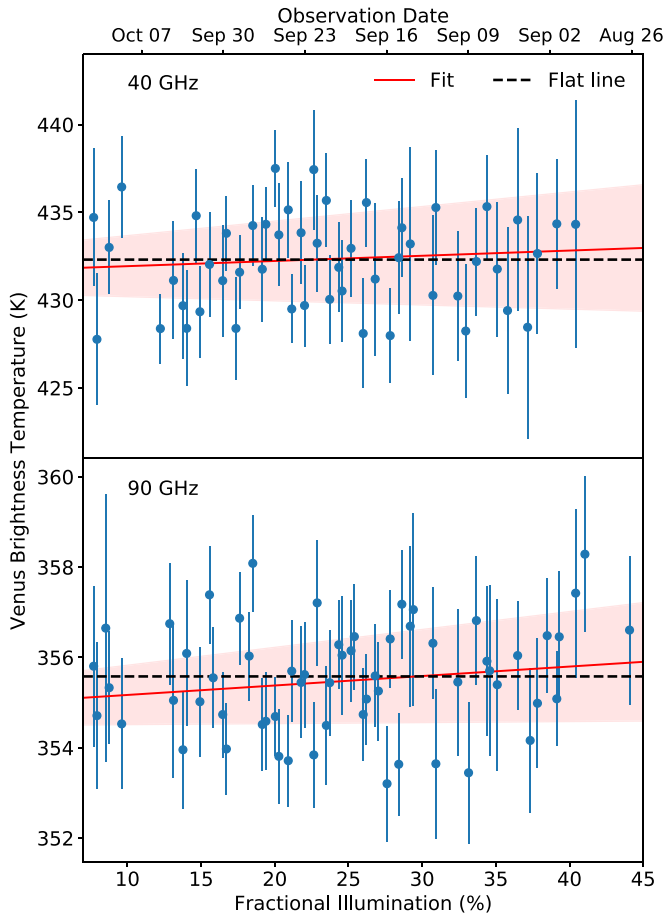 Observation Date
Oct 07 Sep 30 Sep 23 Sep 16 Sep 09 Sep 02 Aug 26
40 GHz Fit Flat line
440
435
430
425
Venus Brightness Temperature (K)
90 GHz
360
358
356
354
352
10 15 20 25 30 35 40 45
Fractional Illumination (%)